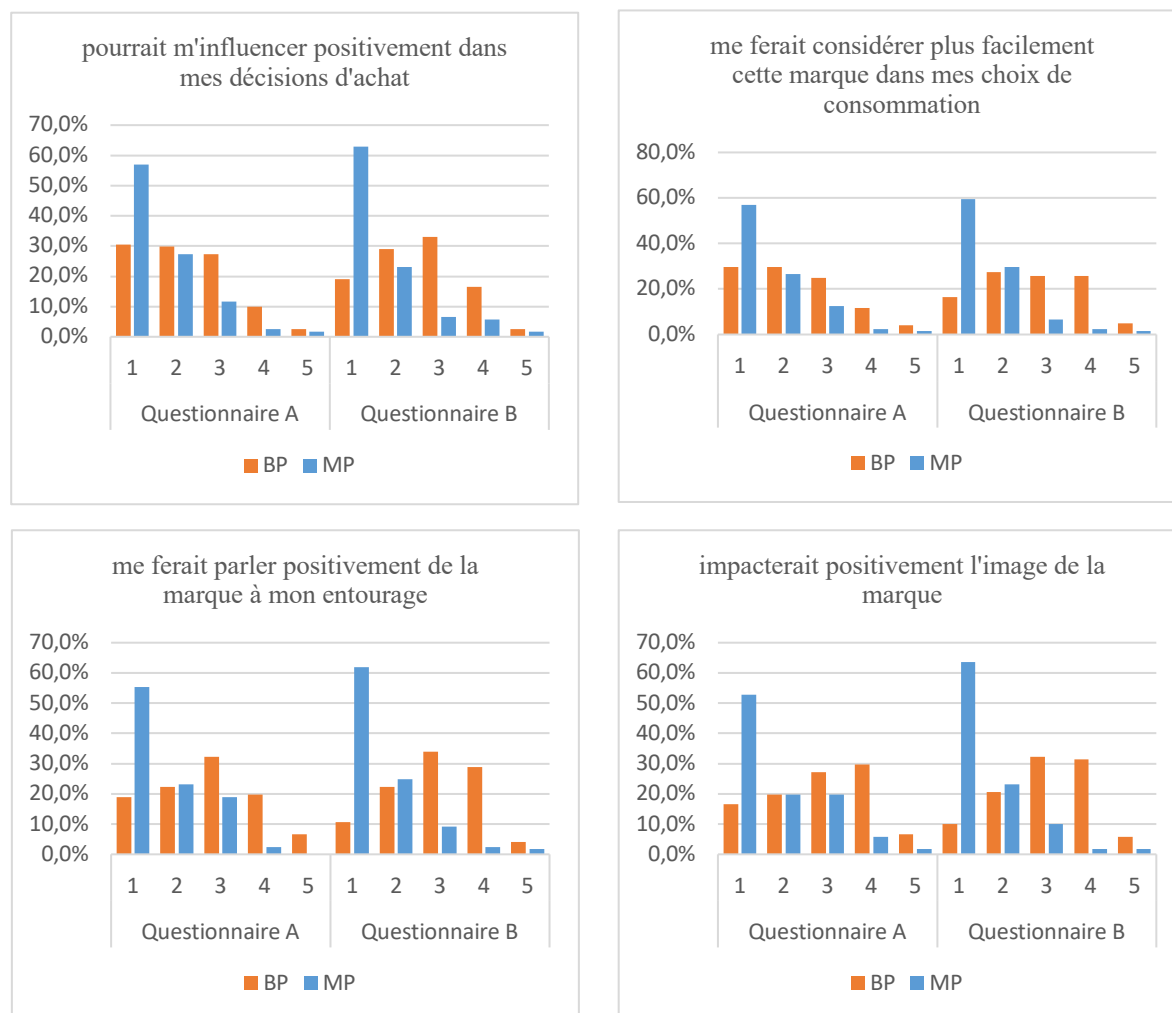 pourrait m'influencer positivement dans
mes décisions d'achat
70,0%
60,0%
50,0%
40,0%
30,0%
20,0%
10,0%
0,0%
1 2 3 4 5 1 2 3 4 5
Questionnaire A Questionnaire B
BP MP
me ferait considérer plus facilement
cette marque dans mes choix de
consommation
80,0%
60,0%
40,0%
20,0%
0,0%
1 2 3 4 5 1 2 3 4 5
Questionnaire A Questionnaire B
BP MP
me ferait parler positivement de la
marque à mon entourage
70,0%
60,0%
50,0%
40,0%
30,0%
20,0%
10,0%
0,0%
1 2 3 4 5 1 2 3 4 5
Questionnaire A Questionnaire B
BP MP
impacterait positivement l'image de la
marque
70,0%
60,0%
50,0%
40,0%
30,0%
20,0%
10,0%
0,0%
1 2 3 4 5 1 2 3 4 5
Questionnaire A Questionnaire B
BP MP